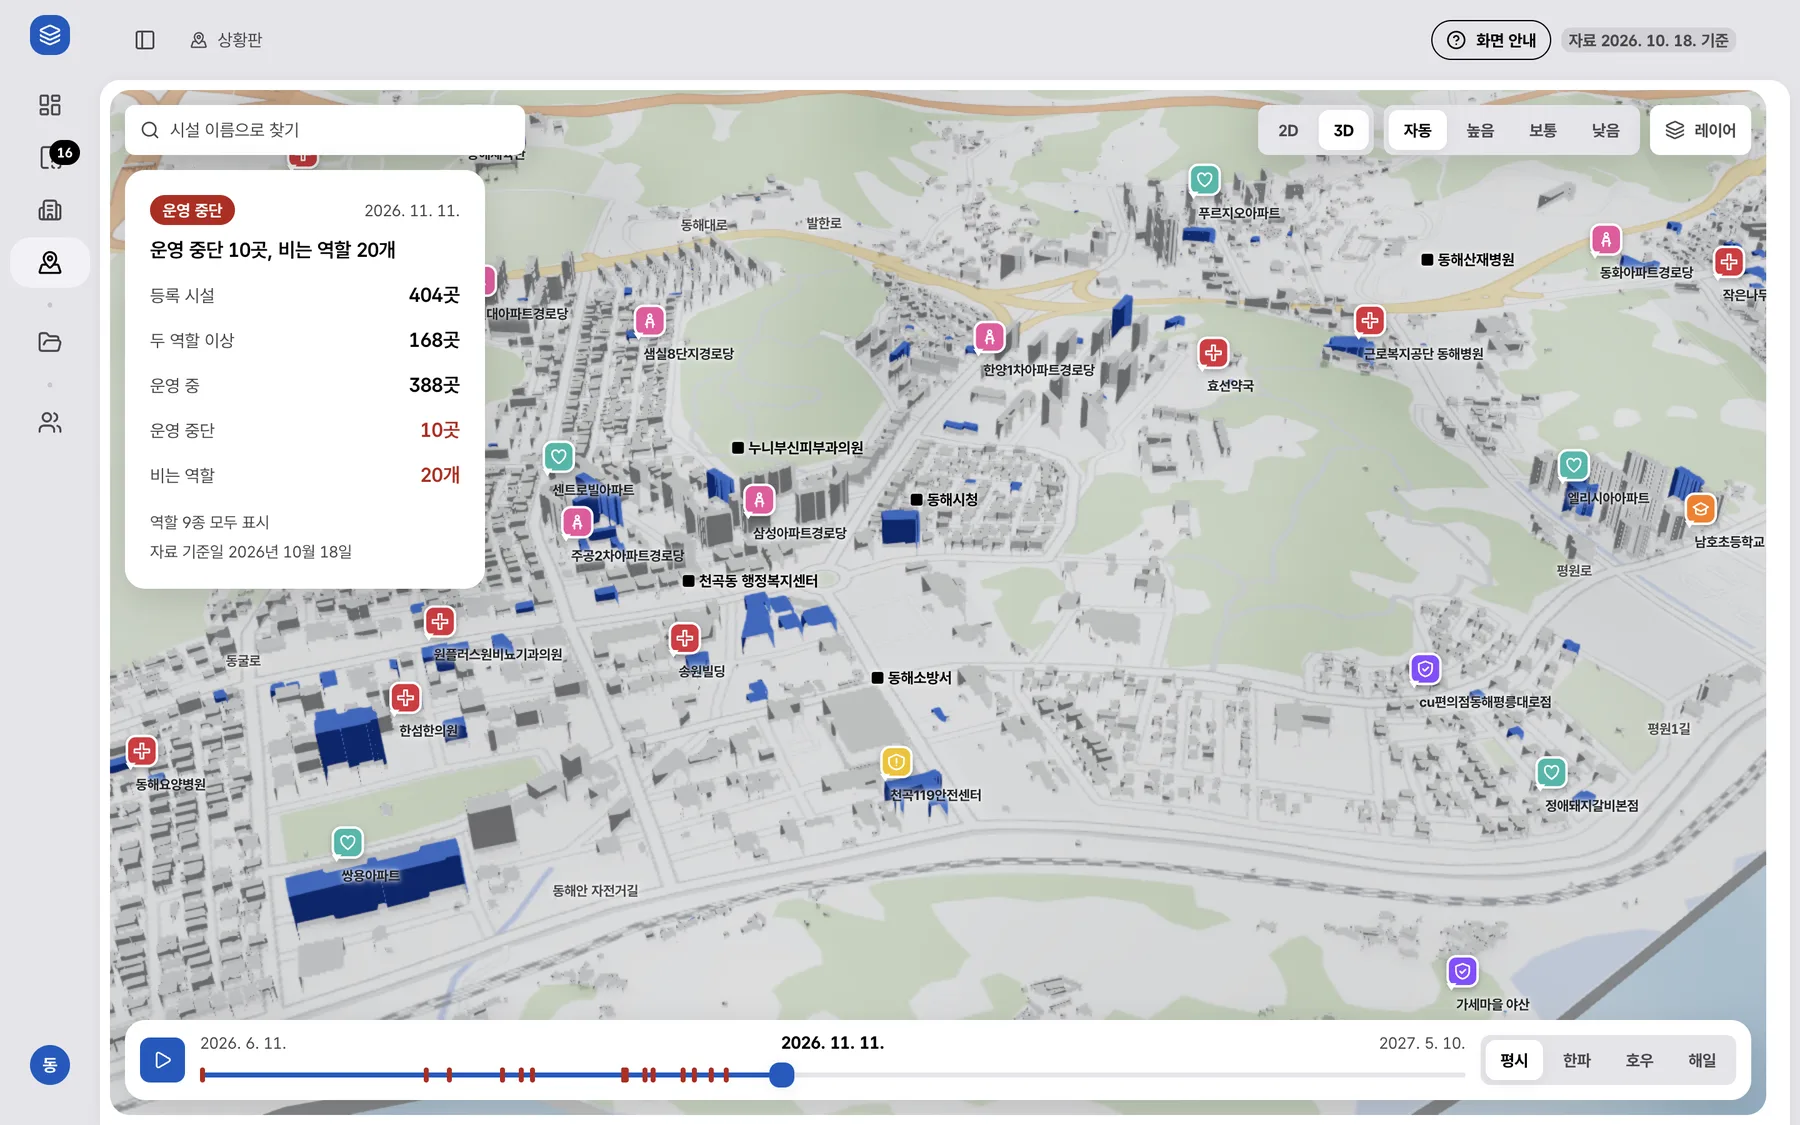 상황판
화면 안내
자료 2026. 10. 18. 기준
16
동
시설 이름으로 찾기
2D
3D
자동
높음
보통
낮음
레이어
운영 중단
2026. 11. 11.
운영 중단 10곳, 비는 역할 20개
등록 시설
404곳
두 역할 이상
168곳
운영 중
388곳
운영 중단
10곳
비는 역할
20개
역할 9종 모두 표시
자료 기준일 2026년 10월 18일
동해대로
발한로
푸르지오아파트
동해산재병원
동화아파트경로당
작은나무
대아파트경로당
샘실8단지경로당
한양1차아파트경로당
효선약국
근로복지공단 동해병원
누니부신피부과의원
센트로빌아파트
동해시청
삼성아파트경로당
주공2차아파트경로당
엘리시아아파트
남호초등학교
평원로
천곡동 행정복지센터
동굴로
원플러스원비뇨기과의원
송원빌딩
동해소방서
한섬한의원
cu편의점동해평릉대로점
평원1길
동해요양병원
천곡119안전센터
정애돼지갈비본점
쌍용아파트
동해안 자전거길
가세마을 야산
2026. 6. 11.
2026. 11. 11.
2027. 5. 10.
평시
한파
호우
해일